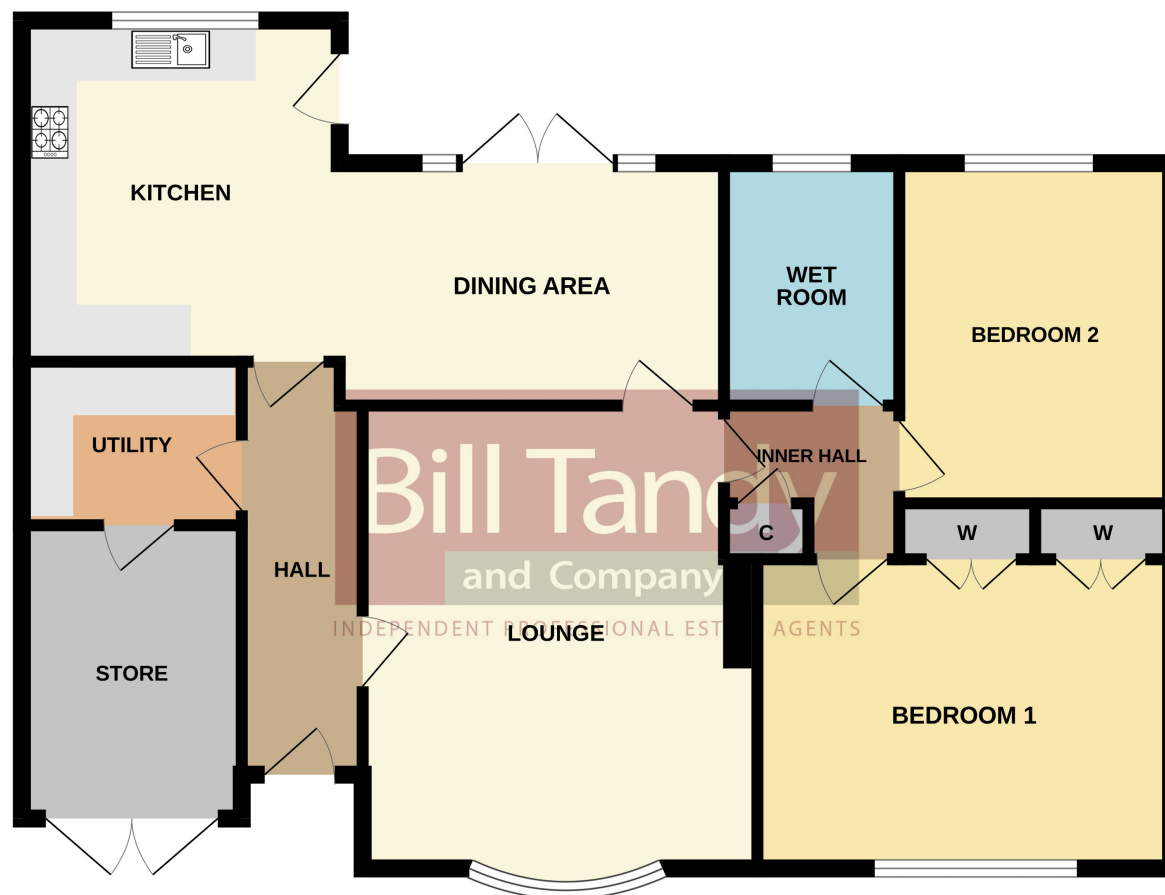 KITCHEN
DINING AREA
WET
ROOM
BEDROOM 2
UTILITY
INNER HALL
Bill Tandy
and Company
INDEPENDENT PROFESSIONAL ESTATE AGENTS
C
W
W
HALL
LOUNGE
STORE
BEDROOM 1